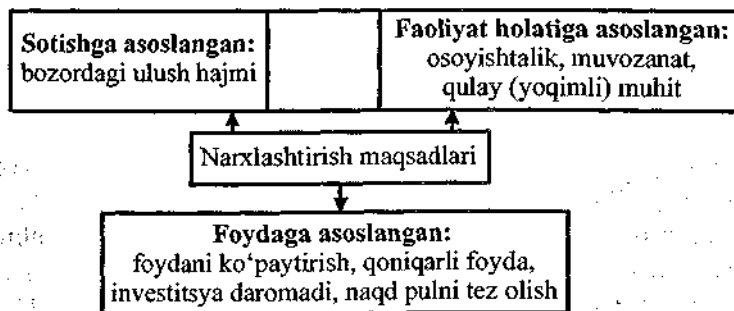 Sotishga asoslangan:
bozordagi ulush hajmi
Faoliyat holatiga asoslangan:
osoyishtalik, muvozanat,
qulay (yoqimli) muhit
Narxlashtirish maqsadlari
Foydaga asoslangan:
foydani ko‘paytirish, qoniqarli foyda,
investitsya daromadi, naqd pulni tez olish